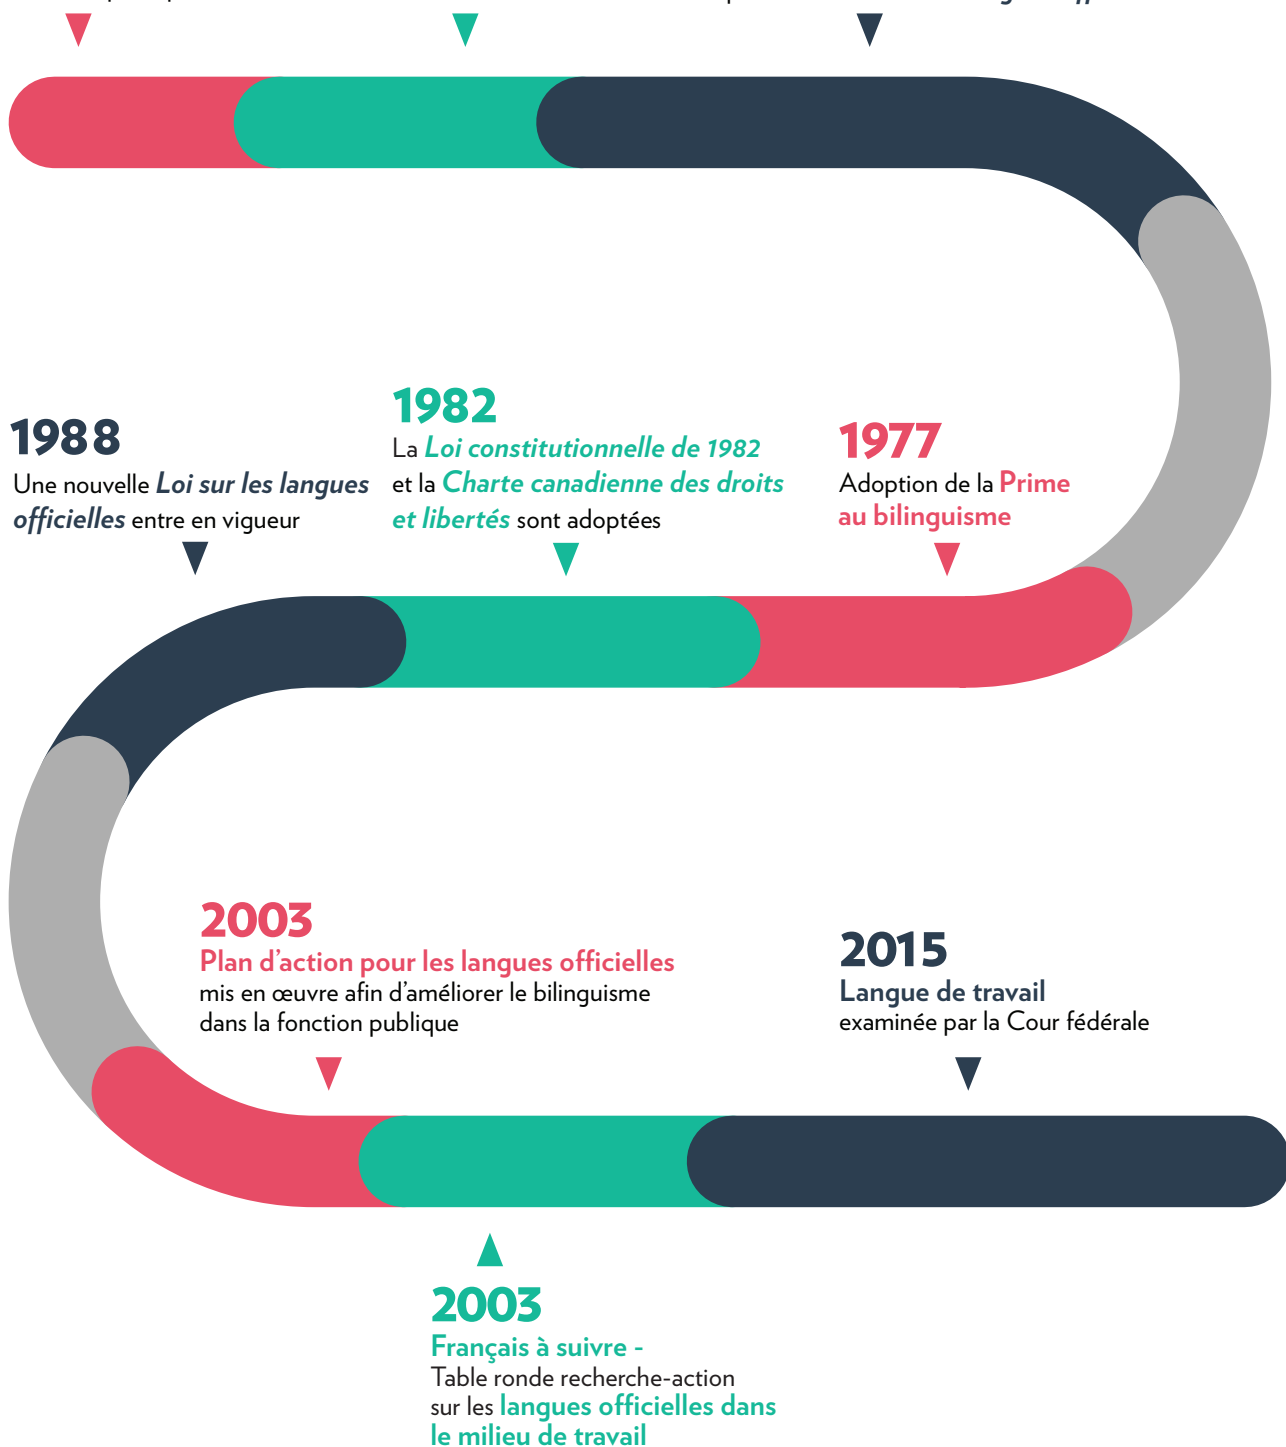 1977
Adoption de la Prime
au bilinguisme
1982
La Loi constitutionnelle de 1982
et la Charte canadienne des droits
et libertés sont adoptées
1988
Une nouvelle Loi sur les langues
officielles entre en vigueur
2003
Plan d’action pour les langues officielles
mis en œuvre afin d’améliorer le bilinguisme
dans la fonction publique
2003
Français à suivre -
Table ronde recherche-action
sur les langues officielles dans
le milieu de travail
2015
Langue de travail
examinée par la Cour fédérale